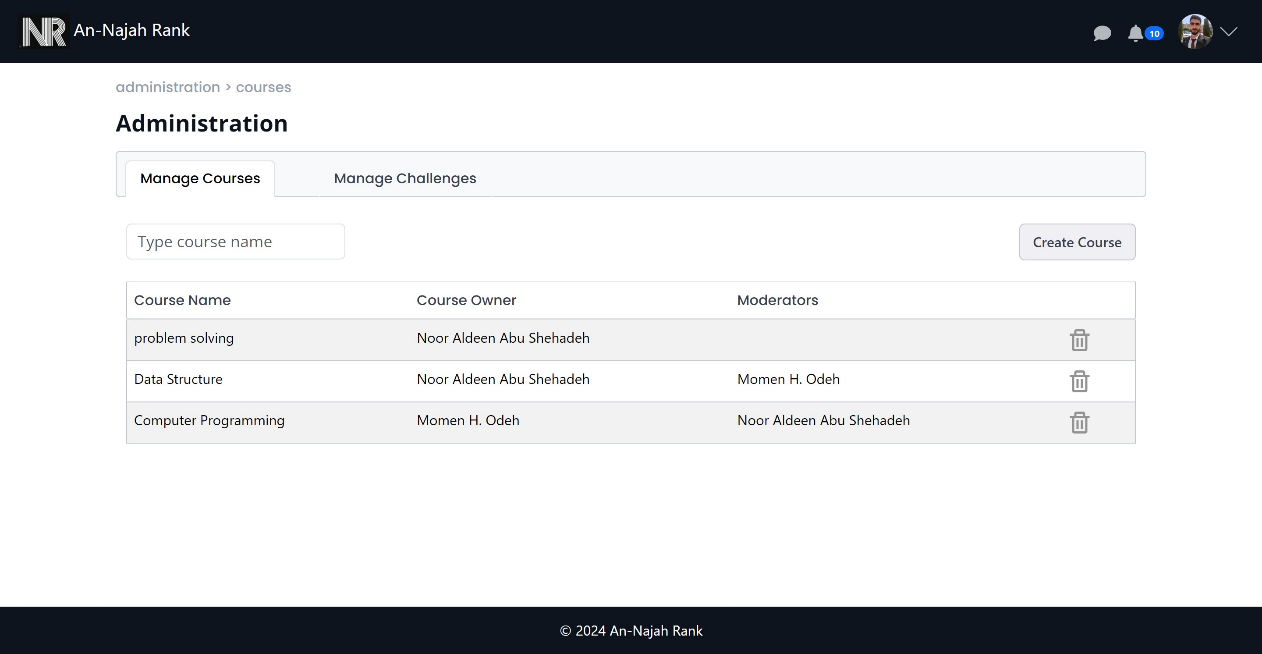 NR An-Najah Rank
10
administration > courses
Administration
Manage Courses Manage Challenges
Type course name Create Course
Course Name Course Owner Moderators
problem solving Noor Aldeen Abu Shehadeh
Data Structure Noor Aldeen Abu Shehadeh Momen H. Odeh
Computer Programming Momen H. Odeh Noor Aldeen Abu Shehadeh
© 2024 An-Najah Rank